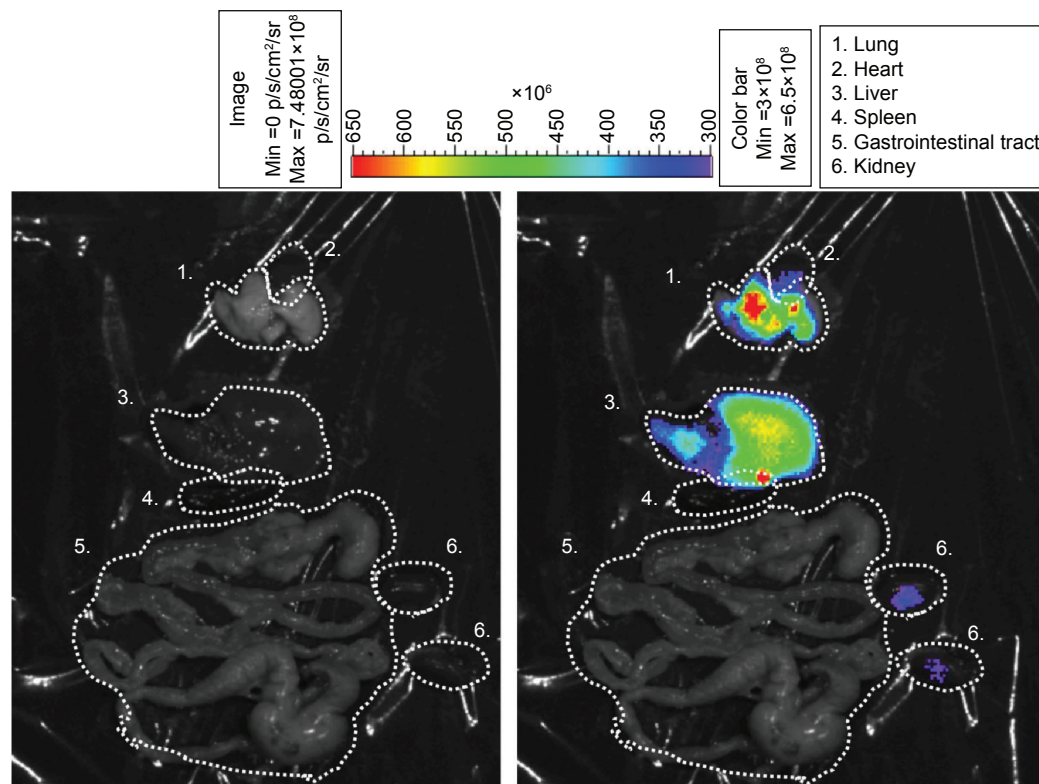 Image
Min =0 p/s/cm²/sr
Max =7.48001×10⁸
p/s/cm²/sr
×10⁶
650
600
550
500
450
400
350
300
Color bar
Min =3×10⁸
Max =6.5×10⁸
1. Lung
2. Heart
3. Liver
4. Spleen
5. Gastrointestinal tract
6. Kidney
1.
2.
3.
4.
5.
6.
6.
1.
2.
3.
4.
5.
6.
6.